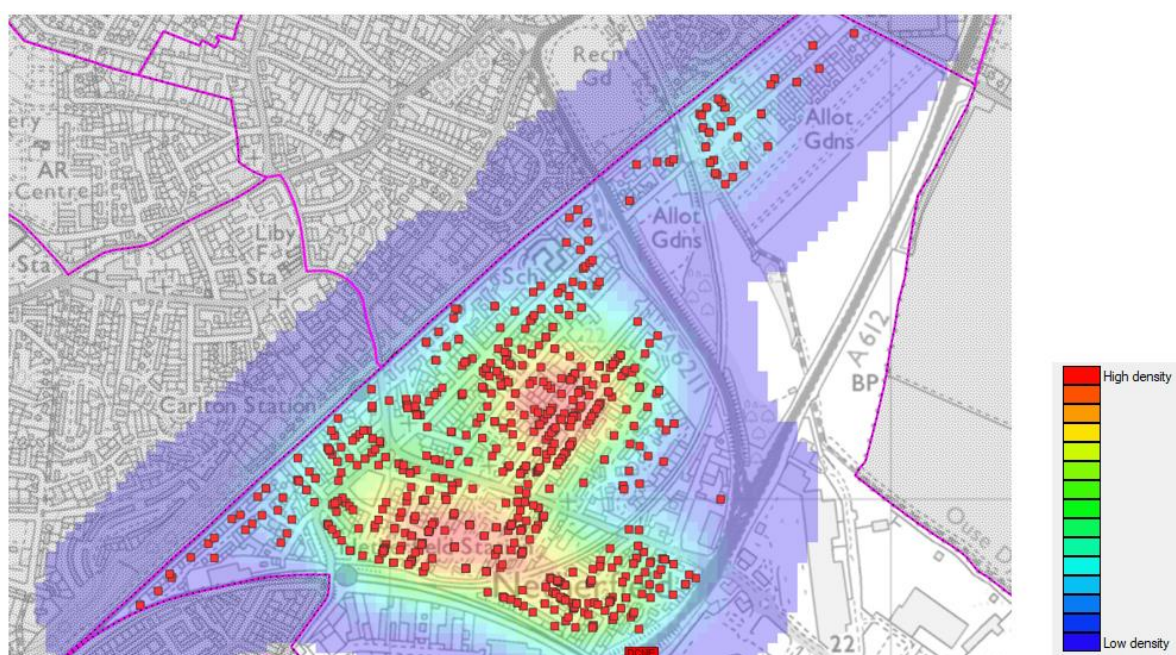 Recn
Gd
ery
AR
Centre
Allot
Gdns
Allot
Gdns
Liby
F
Sta
Sta
Sch
6211
A 612
BP
Carlton Station
Ouse D
22
High density
Low density